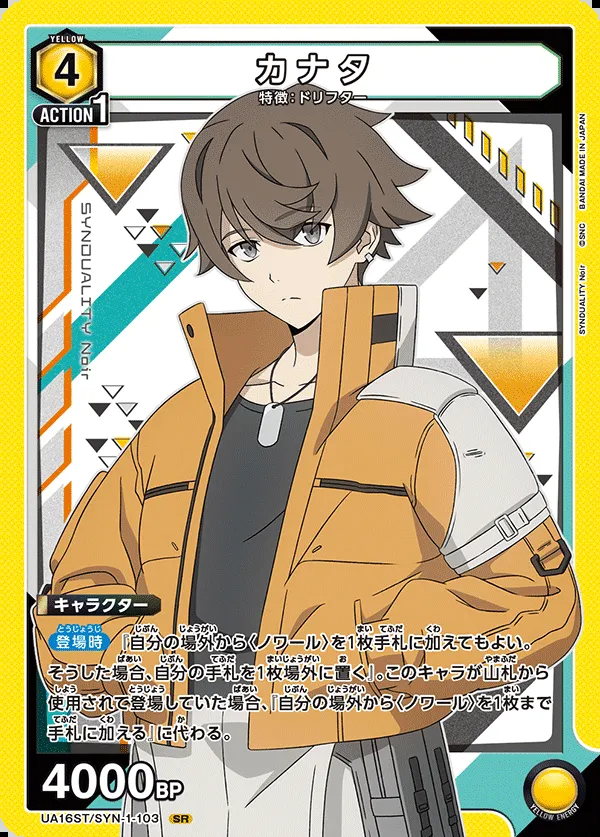 YELLOW
4
ACTION 1
カナタ
特徴：ドリフター
BANDAI MADE IN JAPAN
©SNC
SYNDUALITY Noir
SYNDUALITY Noir
キャラクター
登場時 『自分の場外から〈ノワール〉を1枚手札に加えてもよい。
そうした場合、自分の手札を1枚場外に置く』。このキャラが山札から
使用されて登場していた場合、『自分の場外から〈ノワール〉を1枚まで
手札に加える』に代わる。
4000BP
UA16ST/SYN-1-103 SR
YELLOW ENERGY